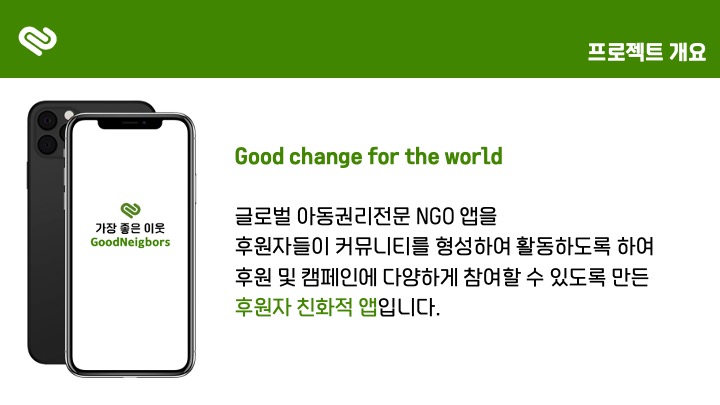 프로젝트 개요
가장 좋은 이웃
GoodNeigbors
Good change for the world
글로벌 아동권리전문 NGO 앱을
후원자들이 커뮤니티를 형성하여 활동하도록 하여
후원 및 캠페인에 다양하게 참여할 수 있도록 만든
후원자 친화적 앱입니다.